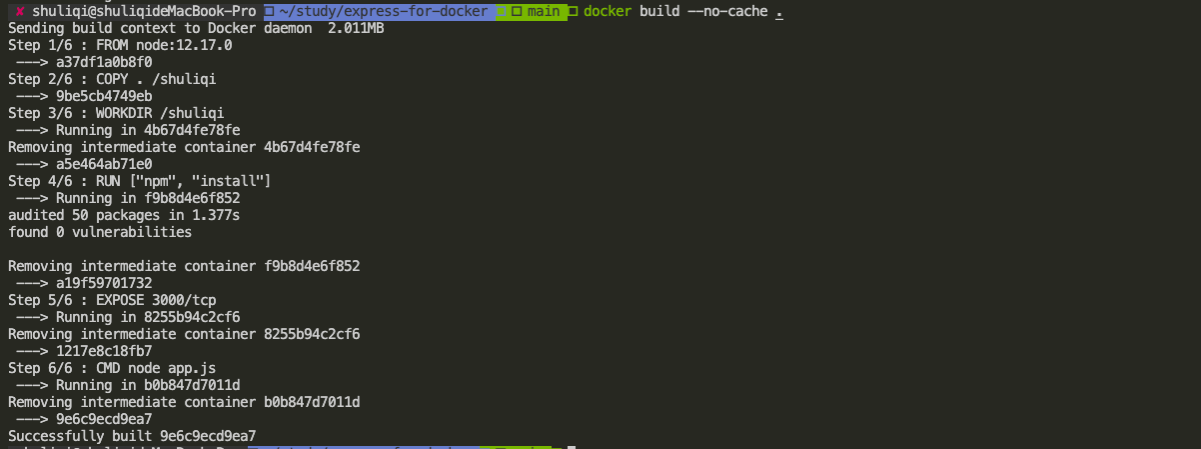 ✘ shuliqi@shuliqideMacBook-Pro ~/study/express-for-docker main docker build --no-cache .
Sending build context to Docker daemon  2.011MB
Step 1/6 : FROM node:12.17.0
 ---> a37df1a0b8f0
Step 2/6 : COPY . /shuliqi
 ---> 9be5cb4749eb
Step 3/6 : WORKDIR /shuliqi
 ---> Running in 4b67d4fe78fe
Removing intermediate container 4b67d4fe78fe
 ---> a5e464ab71e0
Step 4/6 : RUN ["npm", "install"]
 ---> Running in f9b8d4e6f852
audited 50 packages in 1.377s
found 0 vulnerabilities
Removing intermediate container f9b8d4e6f852
 ---> a19f59701732
Step 5/6 : EXPOSE 3000/tcp
 ---> Running in 8255b94c2cf6
Removing intermediate container 8255b94c2cf6
 ---> 1217e8c18fb7
Step 6/6 : CMD node app.js
 ---> Running in b0b847d7011d
Removing intermediate container b0b847d7011d
 ---> 9e6c9ecd9ea7
Successfully built 9e6c9ecd9ea7